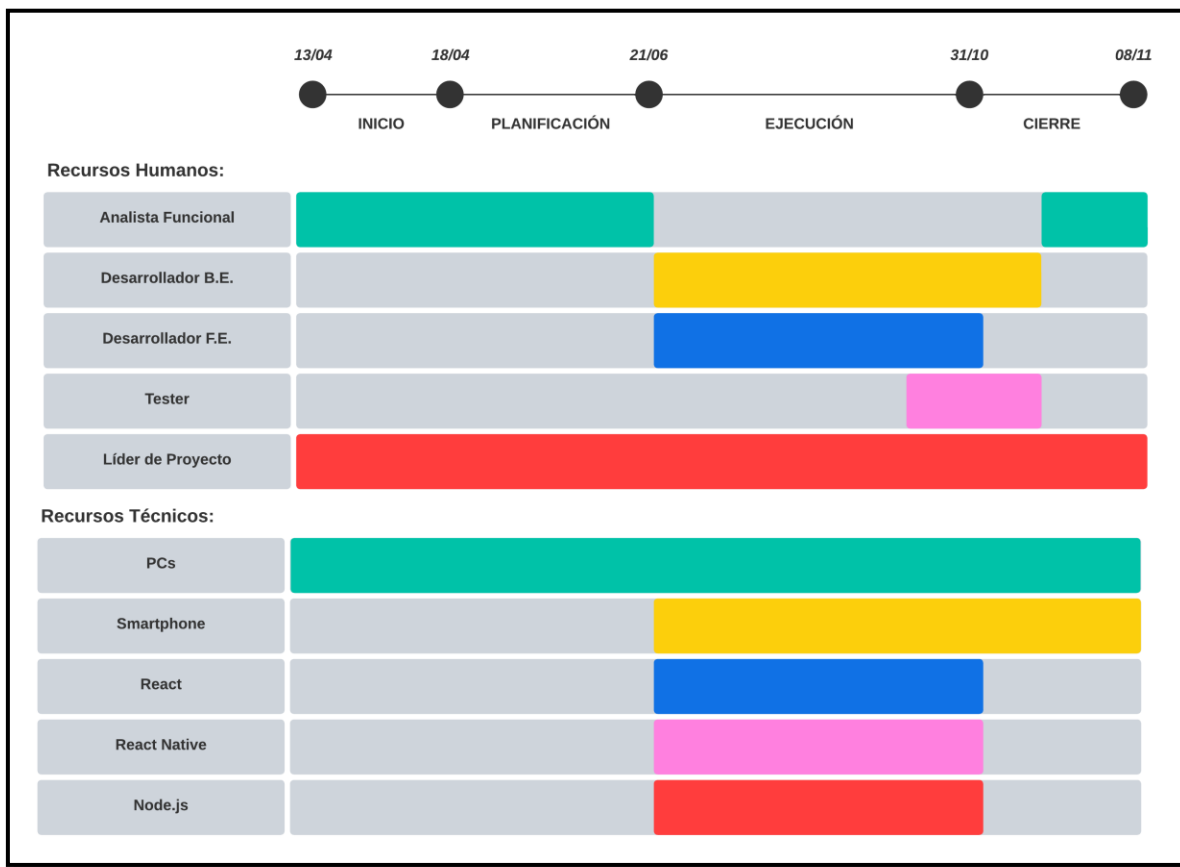 13/04 18/04 21/06 31/10 08/11
INICIO PLANIFICACIÓN EJECUCIÓN CIERRE
Recursos Humanos:
Analista Funcional
Desarrollador B.E.
Desarrollador F.E.
Tester
Líder de Proyecto
Recursos Técnicos:
PCs
Smartphone
React
React Native
Node.js